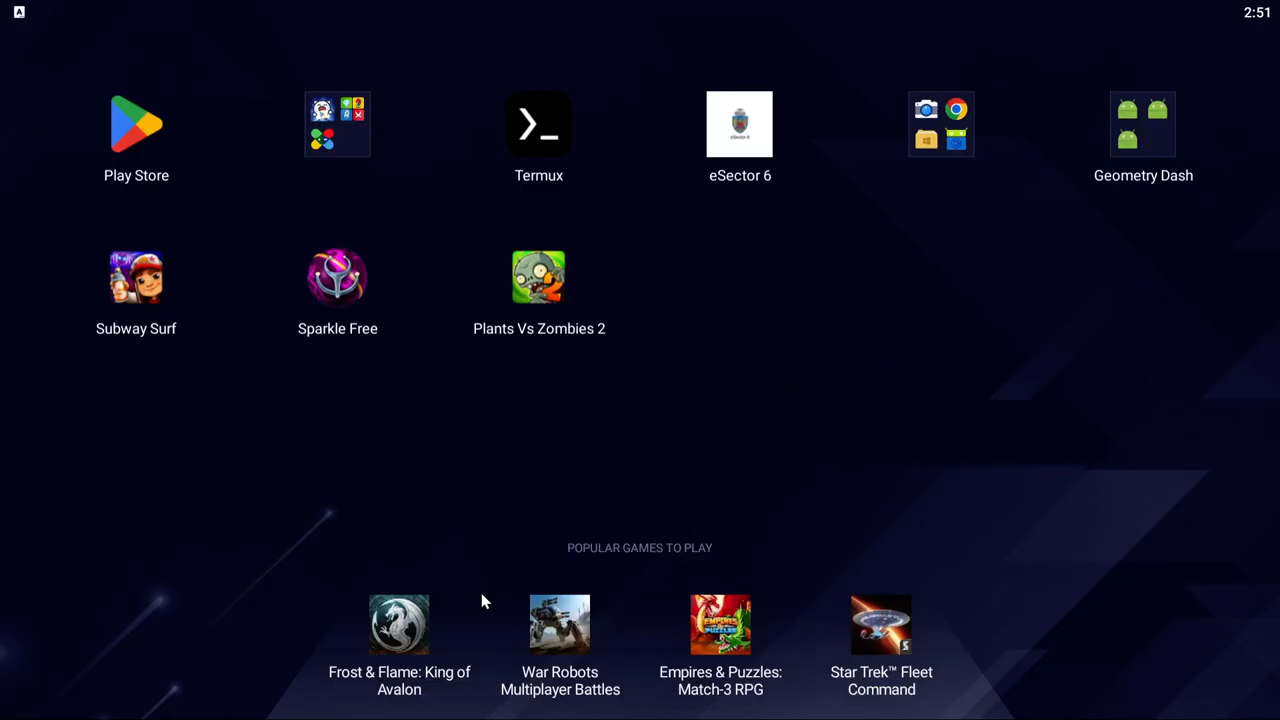 A
2:51
Play Store
Termux
eSector 6
Geometry Dash
Subway Surf
Sparkle Free
Plants Vs Zombies 2
POPULAR GAMES TO PLAY
Frost & Flame: King of
Avalon
War Robots
Multiplayer Battles
Empires & Puzzles:
Match-3 RPG
Star Trek™ Fleet
Command